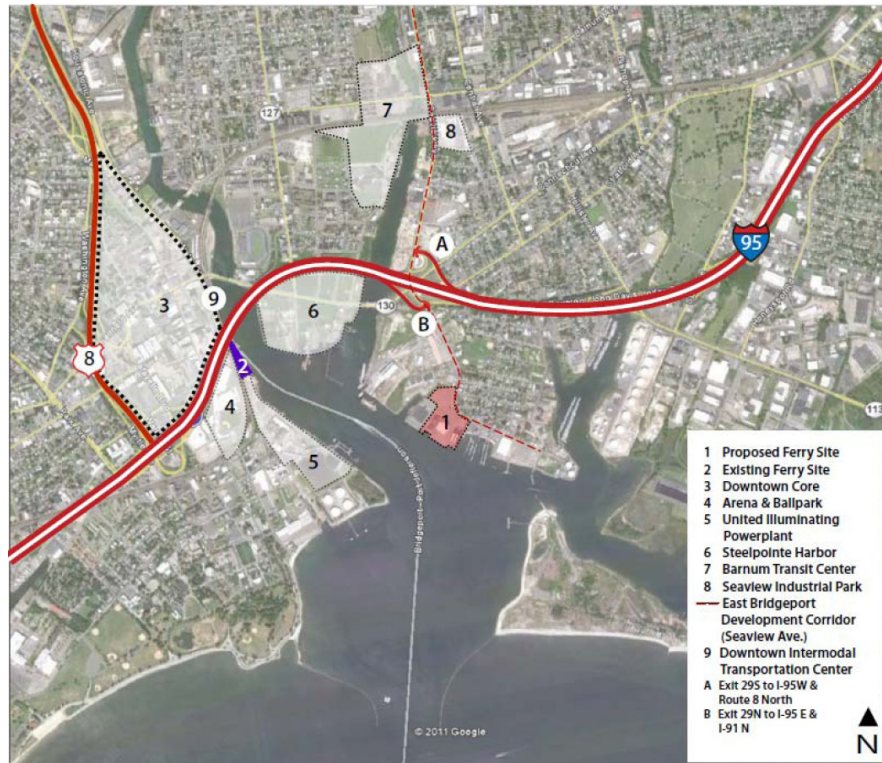 127
7
8
A
95
3
9
6
130
B
8
2
4
1
5
113
Bridgeport - Port Jefferson
© 2011 Google
1 Proposed Ferry Site
2 Existing Ferry Site
3 Downtown Core
4 Arena & Ballpark
5 United Illuminating
Powerplant
6 Steelpointe Harbor
7 Barnum Transit Center
8 Seaview Industrial Park
East Bridgeport
Development Corridor
(Seaview Ave.)
9 Downtown Intermodal
Transportation Center
A Exit 29S to I-95W &
Route 8 North
B Exit 29N to I-95 E &
I-91 N
N